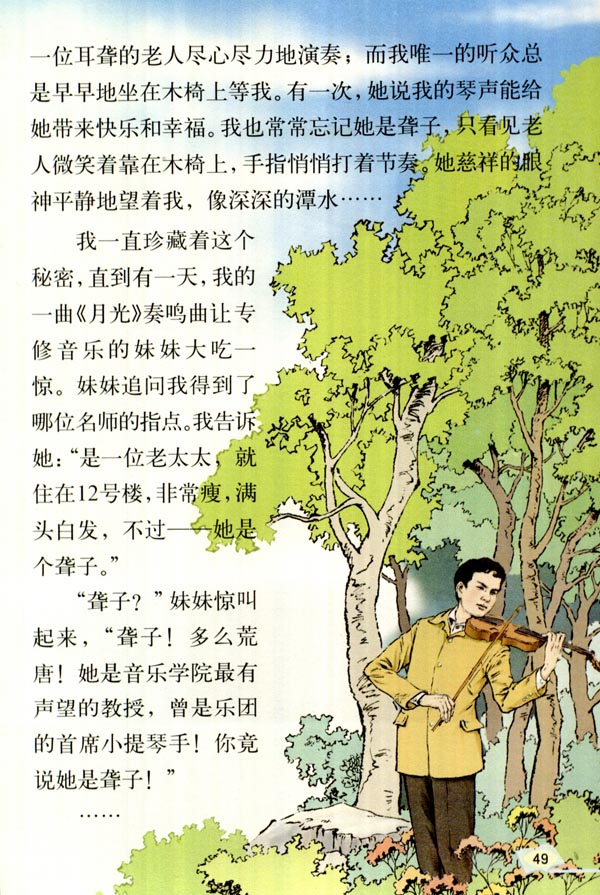 一位耳聋的老人尽心尽力地演奏；而我唯一的听众总
是早早地坐在木椅上等我。有一次，她说我的琴声能给
她带来快乐和幸福。我也常常忘记她是聋子，只看见老
人微笑着靠在木椅上，手指悄悄打着节奏。她慈祥的眼
神平静地望着我，像深深的潭水……
我一直珍藏着这个
秘密，直到有一天，我的
一曲《月光》奏鸣曲让专
修音乐的妹妹大吃一
惊。妹妹追问我得到了
哪位名师的指点。我告诉
她：“是一位老太太，就
住在12号楼，非常瘦，满
头白发，不过——她是
个聋子。”
“聋子？”妹妹惊叫
起来，“聋子！多么荒
唐！她是音乐学院最有
声望的教授，曾是乐团
的首席小提琴手！你竟
说她是聋子！”
……
49